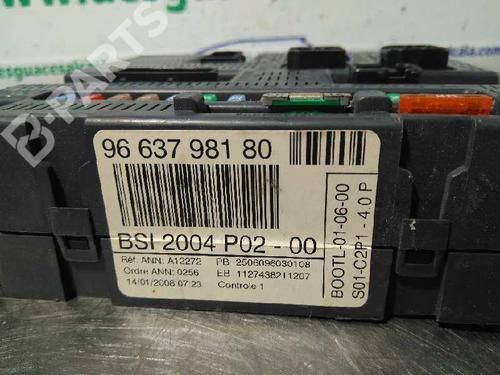 B-PARTS
96 637 981 80
BSI 2004 P02 - 00
Réf. ANN: A12272 PB 2506096030108
Ordre ANN: 0256 EB 1127438211207
14/01/2008 07:23 Controle 1
BOOTL-01-06-00
S01-C2P1 - 4.0 P